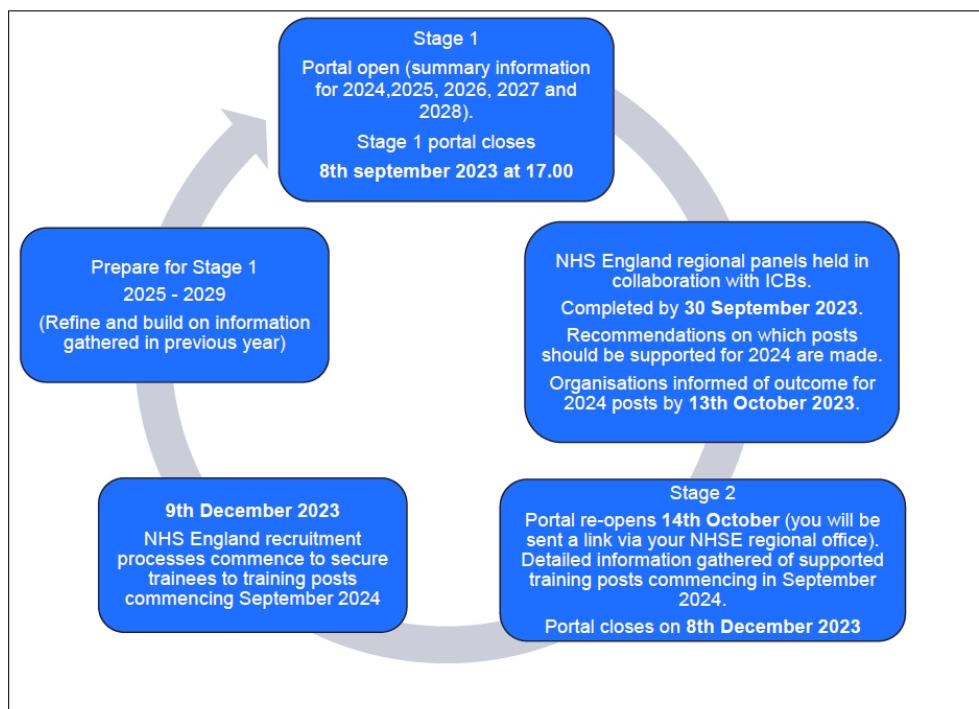 Stage 1
Portal open (summary information
for 2024,2025, 2026, 2027 and
2028).
Stage 1 portal closes
8th september 2023 at 17.00
NHS England regional panels held in
collaboration with ICBs.
Completed by 30 September 2023.
Recommendations on which posts
should be supported for 2024 are made.
Organisations informed of outcome for
2024 posts by 13th October 2023.
Stage 2
Portal re-opens 14th October (you will be
sent a link via your NHSE regional office).
Detailed information gathered of supported
training posts commencing in September
2024.
Portal closes on 8th December 2023
9th December 2023
NHS England recruitment
processes commence to secure
trainees to training posts
commencing September 2024
Prepare for Stage 1
2025 - 2029
(Refine and build on information
gathered in previous year)